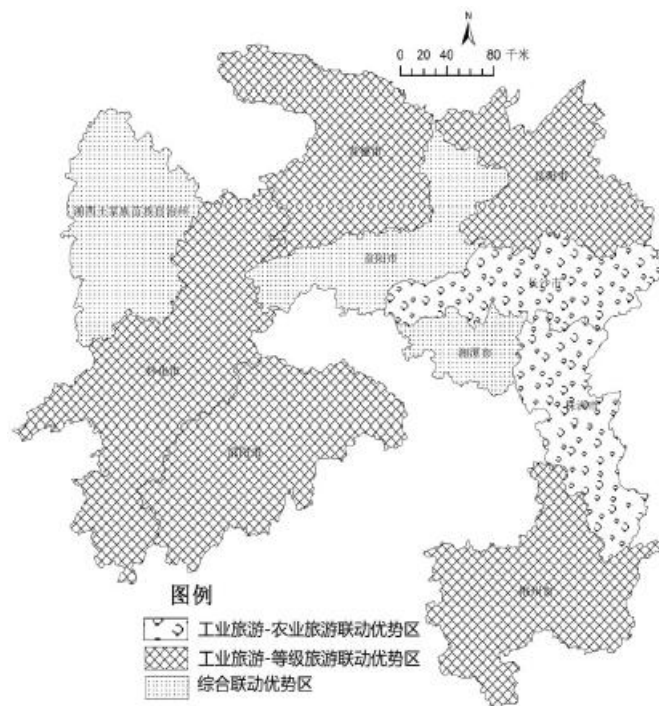 N
0 20 40 80 千米
常德市
岳阳市
湘西土家族苗族自治州
益阳市
长沙市
湘潭市
怀化市
株洲市
邵阳市
郴州市
图例
工业旅游-农业旅游联动优势区
工业旅游-等级旅游联动优势区
综合联动优势区